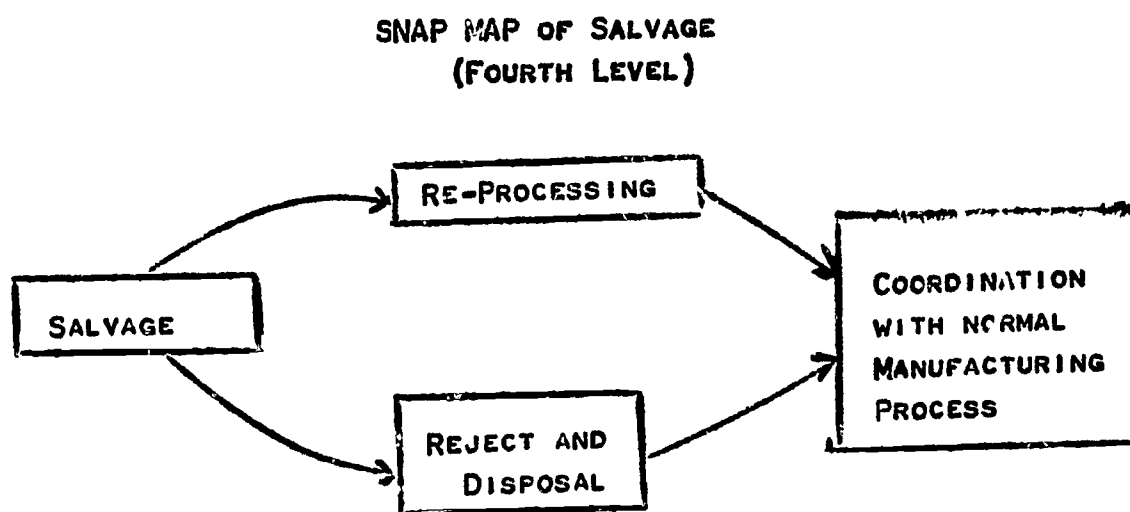 SNAP MAP OF SALVAGE
(FOURTH LEVEL)
RE-PROCESSING
SALVAGE
COORDINATION
WITH NORMAL
MANUFACTURING
PROCESS
REJECT AND
DISPOSAL